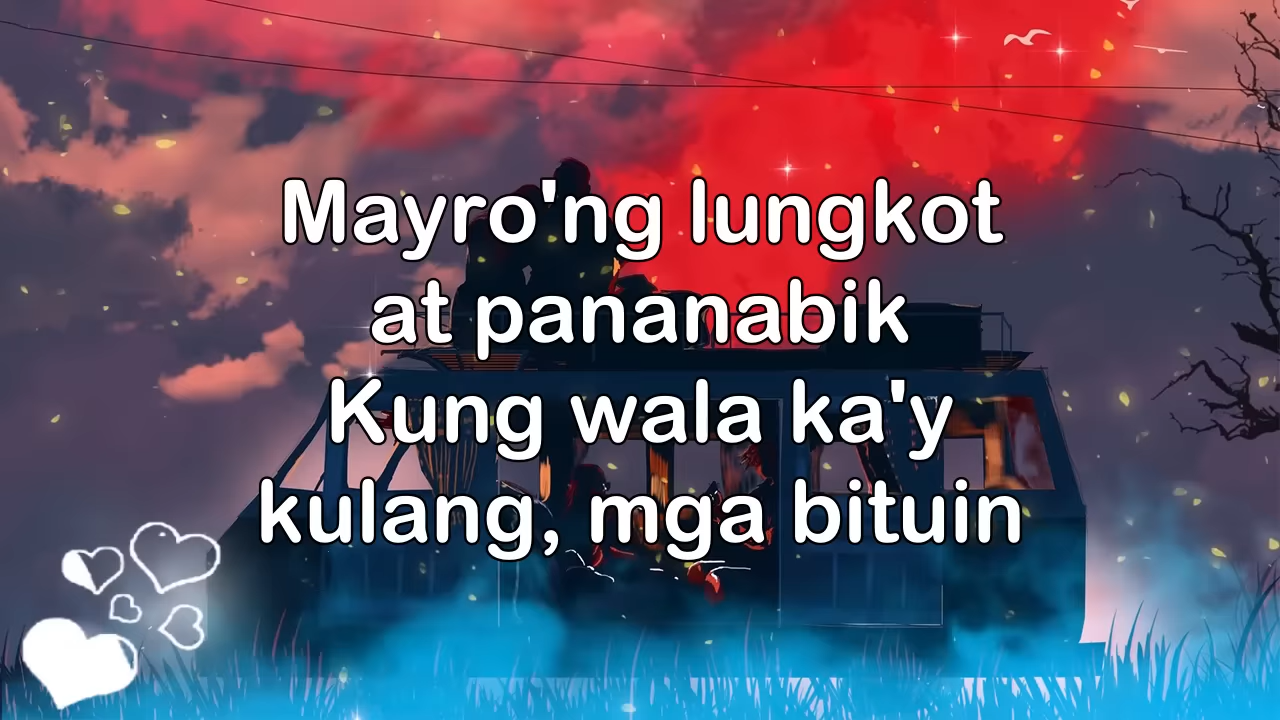 Mayro'ng lungkot
at pananabik
Kung wala ka'y
kulang, mga bituin